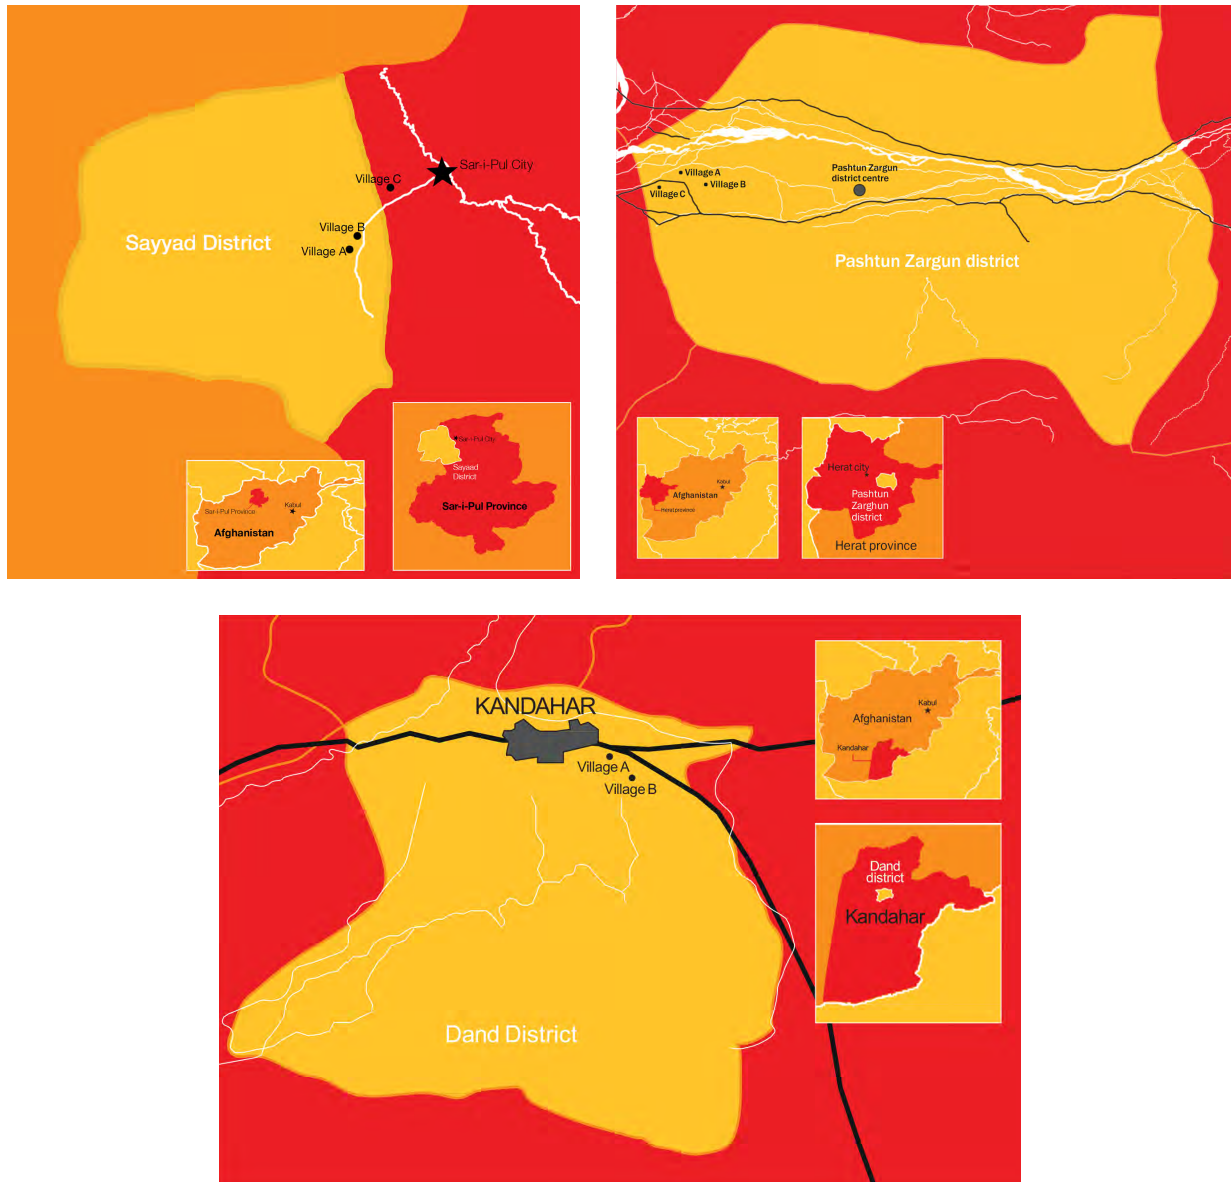 Sar-i-Pul City
Village C
Village B
Sayyad District
Village A
Sar-i-Pul City
Sayaad
District
Sar-i-Pul Province
Sar-i-Pul Province
Kabul
Afghanistan
Village A
Village B
Village C
Pashtun Zargun
district centre
Pashtun Zargun district
Kabul
Afghanistan
Herat province
Herat city
Pashtun
Zarghun
district
Herat province
KANDAHAR
Village A
Village B
Dand District
Kabul
Afghanistan
Kandahar
Dand
district
Kandahar